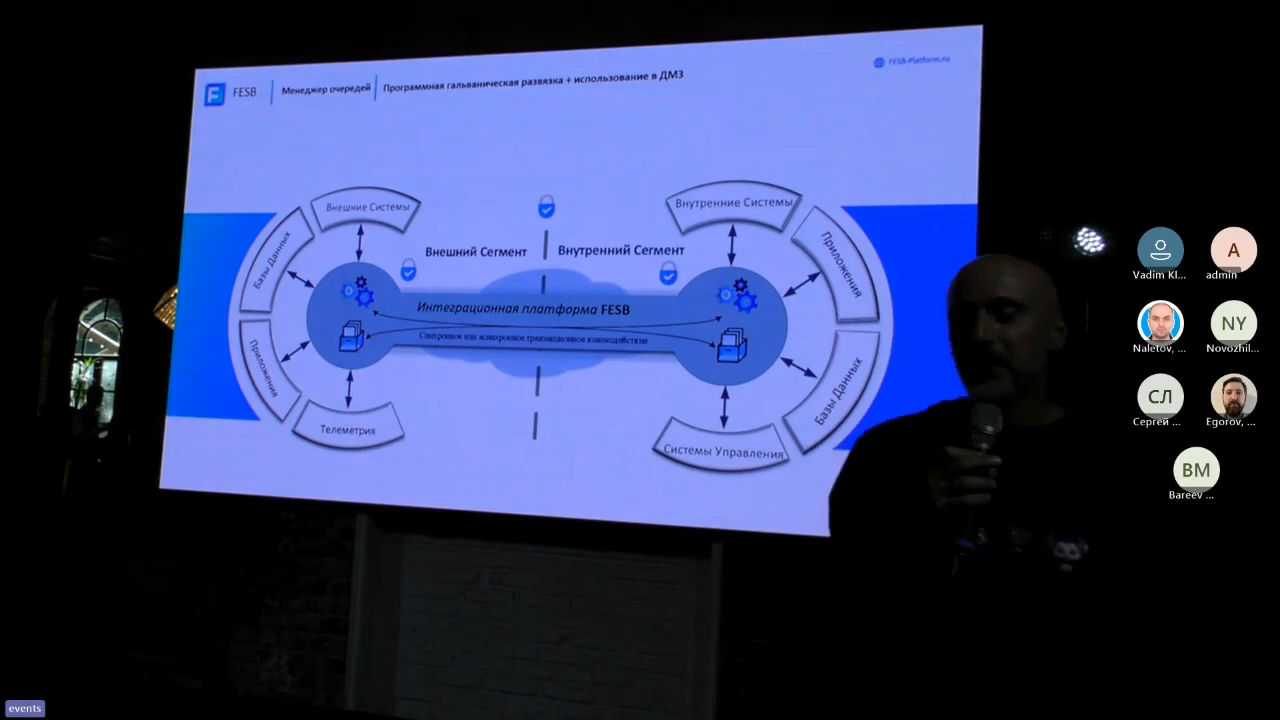 FESB
Менеджер очередей
Программная гальваническая развязка + использование в ДМЗ
FESB-Platform.ru
Внешние Системы
Базы Данных
Приложения
Телеметрия
Внешний Сегмент
Внутренний Сегмент
Интеграционная платформа FESB
Синхронное или асинхронное транзакционное взаимодействие
Внутренние Системы
Приложения
Базы Данных
Системы Управления
Vadim Kl...
A
admin
Naletov, ...
NY
Novozhil...
СЛ
Сергей ...
Egorov, ...
BM
Bareev ...
events